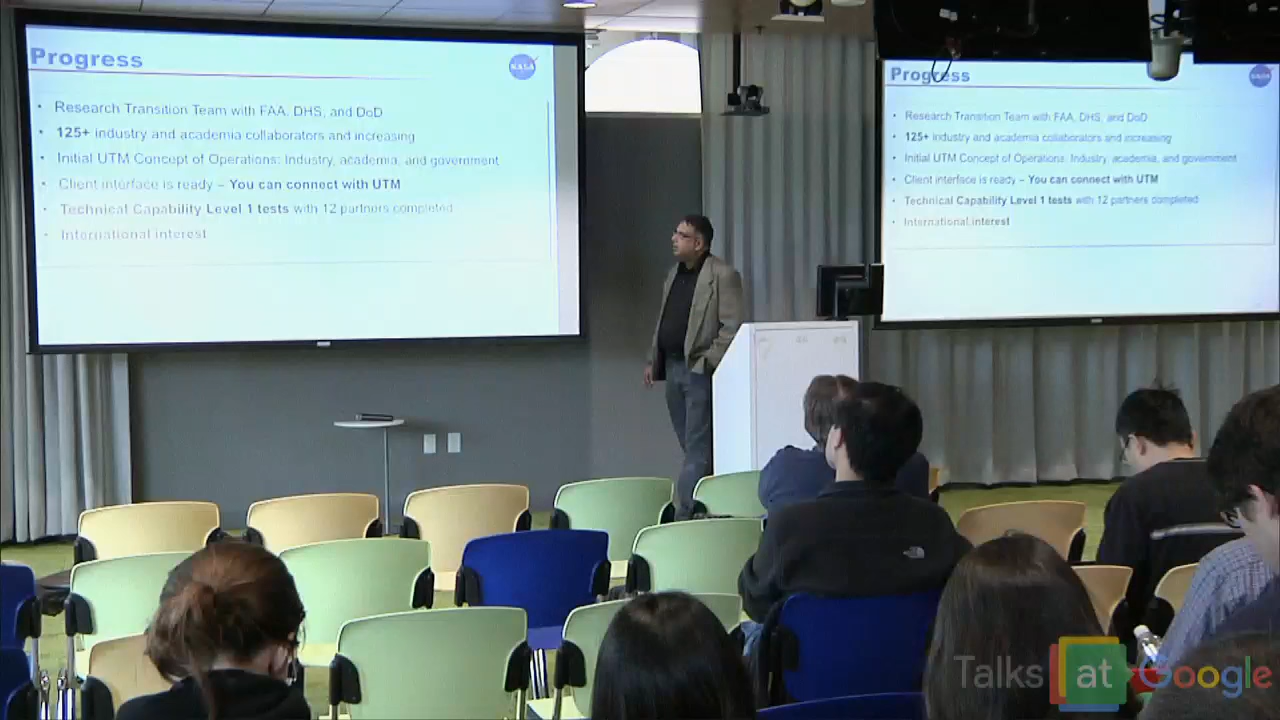 Progress
NASA
• Research Transition Team with FAA, DHS, and DoD
• 125+ industry and academia collaborators and increasing
• Initial UTM Concept of Operations: Industry, academia, and government
• Client interface is ready – You can connect with UTM
• Technical Capability Level 1 tests with 12 partners completed
• International interest
Progress
NASA
• Research Transition Team with FAA, DHS, and DoD
• 125+ industry and academia collaborators and increasing
• Initial UTM Concept of Operations: Industry, academia, and government
• Client interface is ready – You can connect with UTM
• Technical Capability Level 1 tests with 12 partners completed
• International interest
Talks at Google